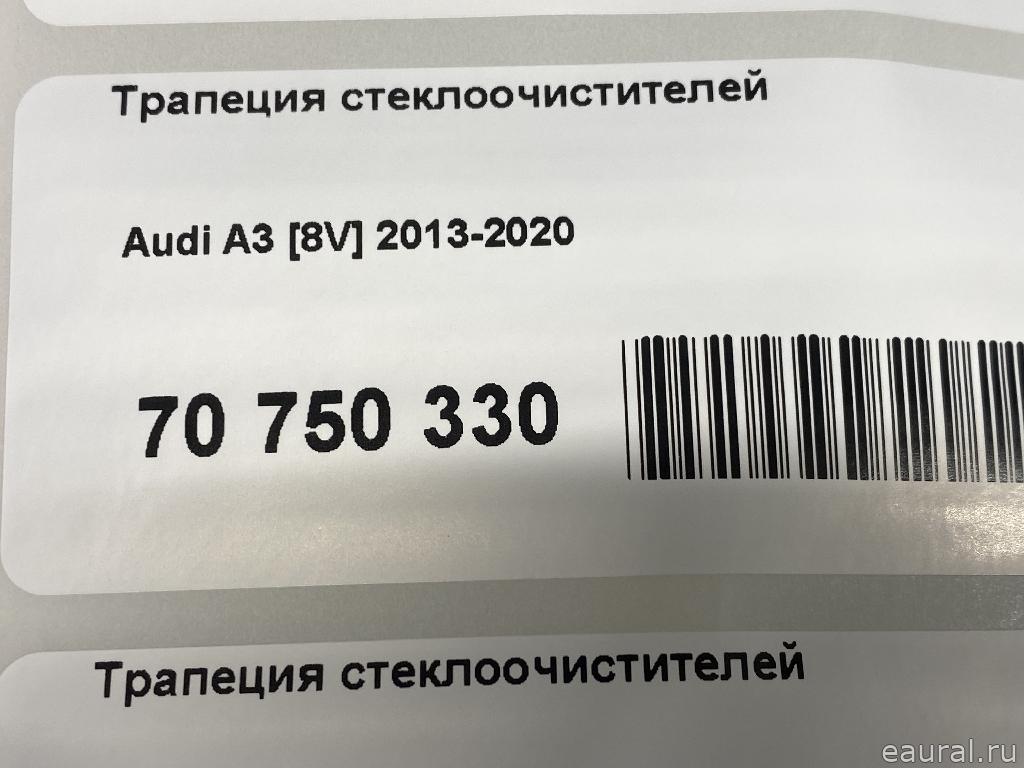 Трапеция стеклоочистителей
Audi A3 [8V] 2013-2020
70 750 330
Трапеция стеклоочистителей
eaural.ru